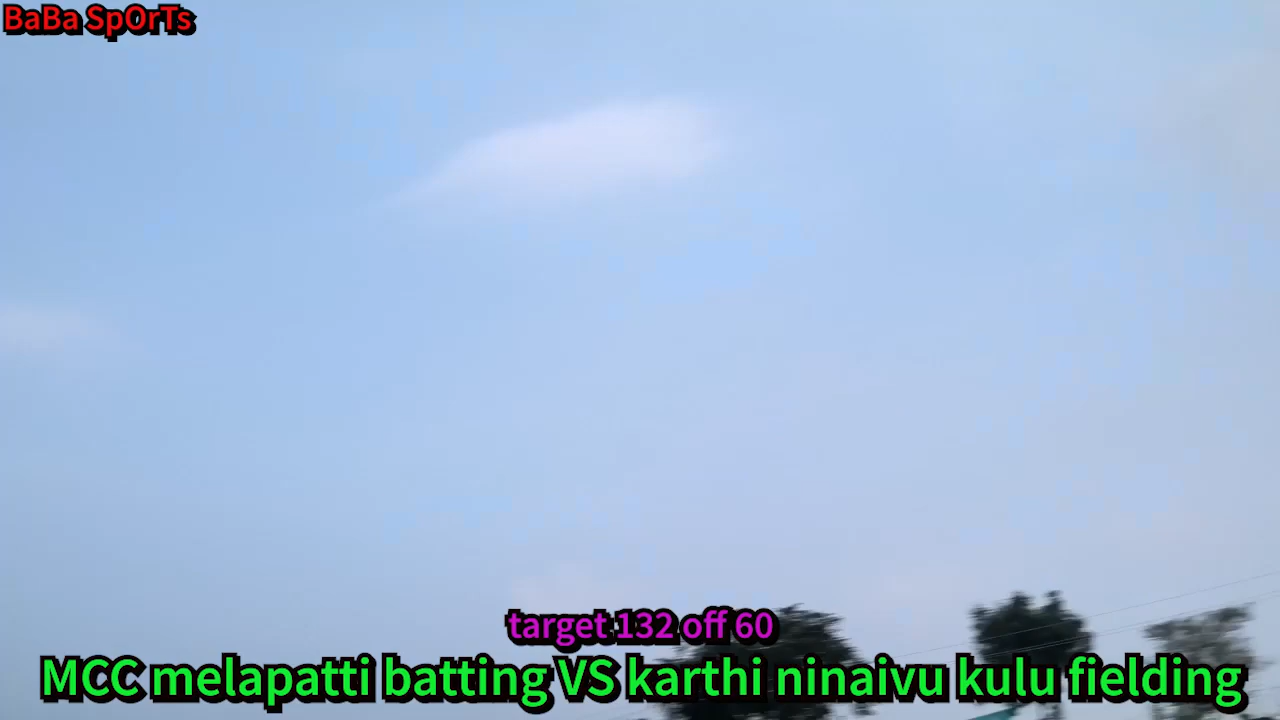 BaBa SpOrTs
target 132 off 60
MCC melapatti batting VS karthi ninaivu kulu fielding